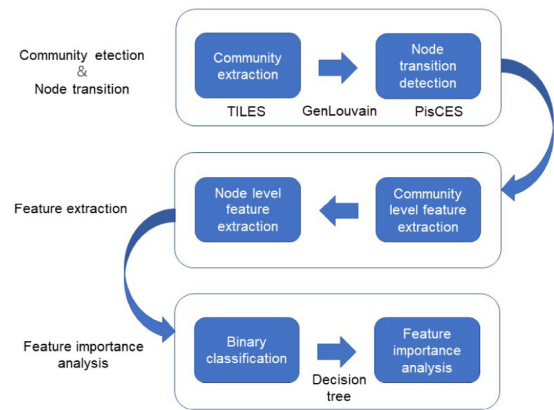 Community etection
&
Node transition
Community
extraction
Node
transition
detection
TILES
GenLouvain
PisCES
Feature extraction
Node level
feature
extraction
Community
level feature
extraction
Feature importance
analysis
Binary
classification
Decision
tree
Feature
importance
analysis